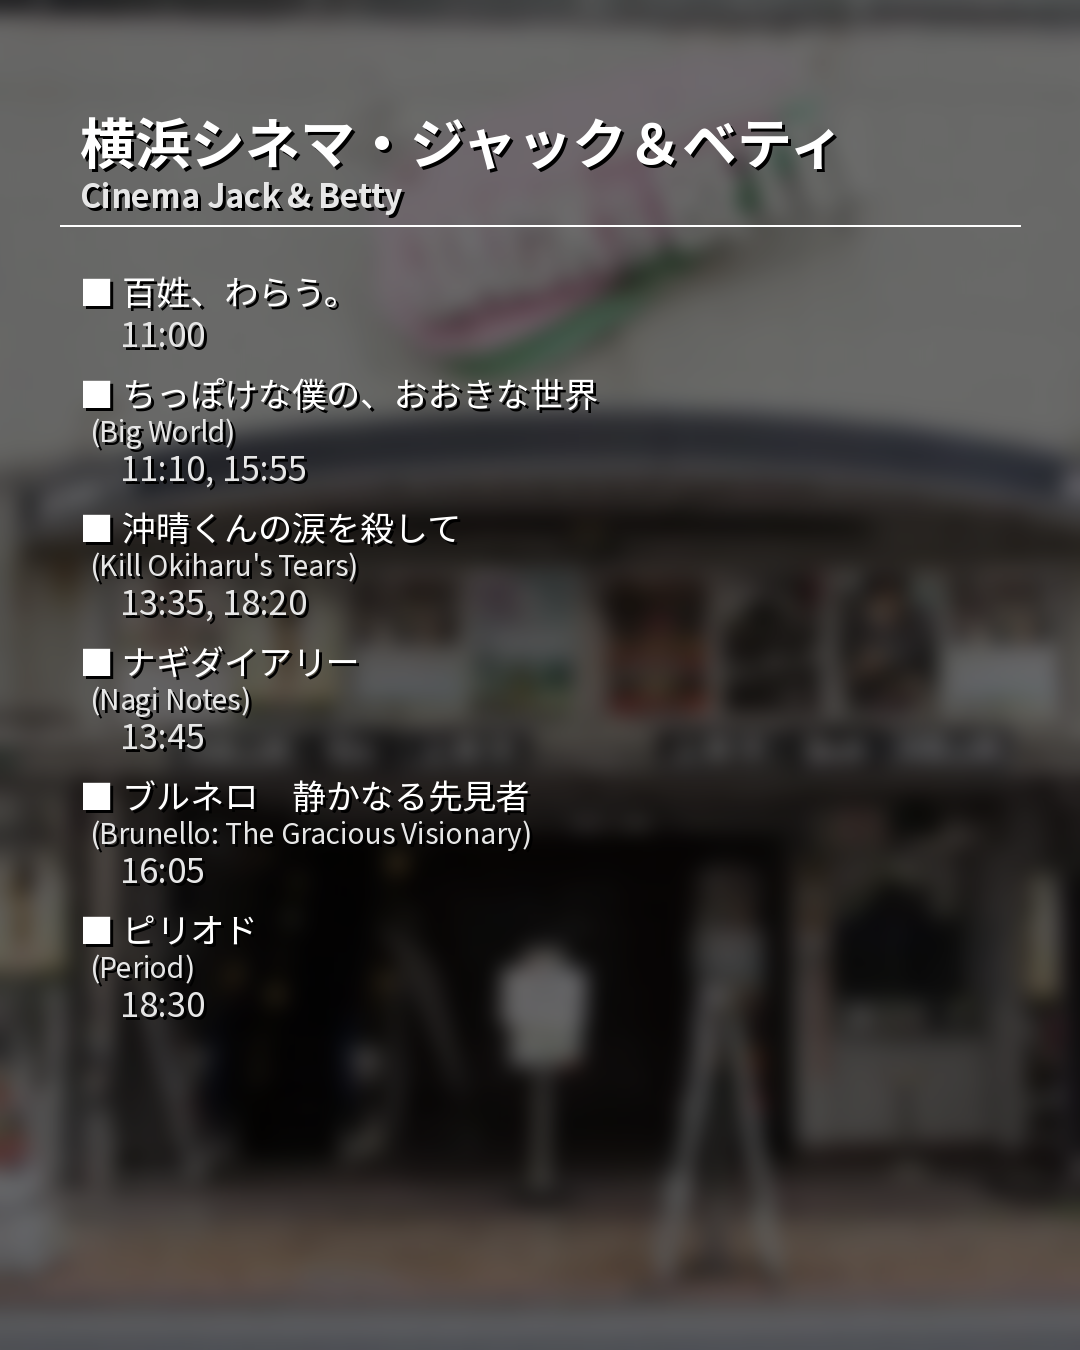 横浜シネマ・ジャック＆ベティ
Cinema Jack & Betty
■ 百姓、わらう。
11:00
■ ちっぽけな僕の、おおきな世界
(Big World)
11:10, 15:55
■ 沖晴くんの涙を殺して
(Kill Okiharu's Tears)
13:35, 18:20
■ ナギダイアリー
(Nagi Notes)
13:45
■ ブルネロ　静かなる先見者
(Brunello: The Gracious Visionary)
16:05
■ ピリオド
(Period)
18:30